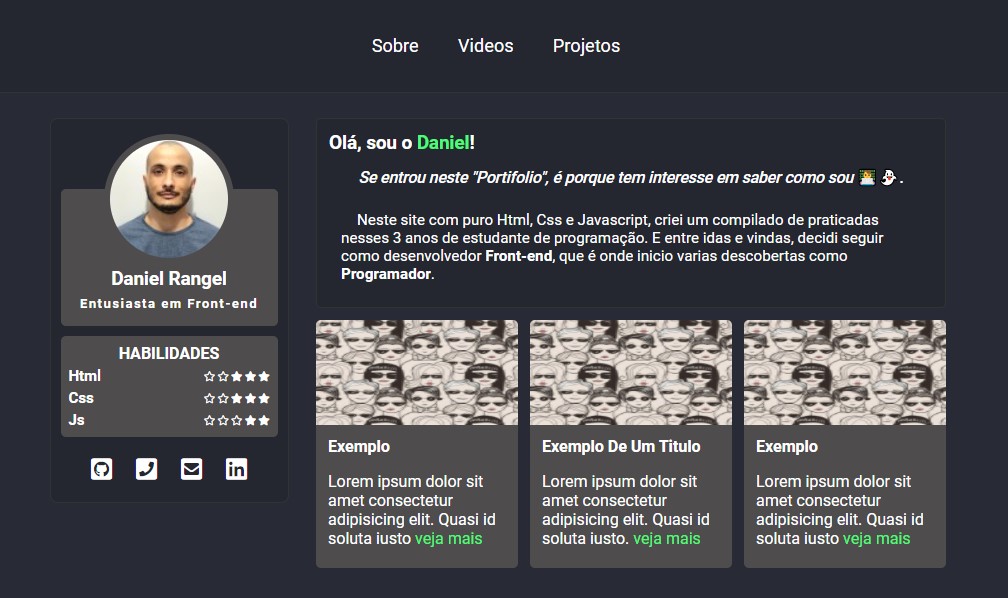 Sobre Videos Projetos
Daniel Rangel
Entusiasta em Front-end
HABILIDADES
Html
Css
Js
Olá, sou o Daniel!
Se entrou neste "Portifolio", é porque tem interesse em saber como sou 👨‍💻 👻 .
Neste site com puro Html, Css e Javascript, criei um compilado de praticadas
nesses 3 anos de estudante de programação. E entre idas e vindas, decidi seguir
como desenvolvedor Front-end, que é onde inicio varias descobertas como
Programador.
Exemplo
Lorem ipsum dolor sit
amet consectetur
adipisicing elit. Quasi id
soluta iusto veja mais
Exemplo De Um Titulo
Lorem ipsum dolor sit
amet consectetur
adipisicing elit. Quasi id
soluta iusto. veja mais
Exemplo
Lorem ipsum dolor sit
amet consectetur
adipisicing elit. Quasi id
soluta iusto veja mais